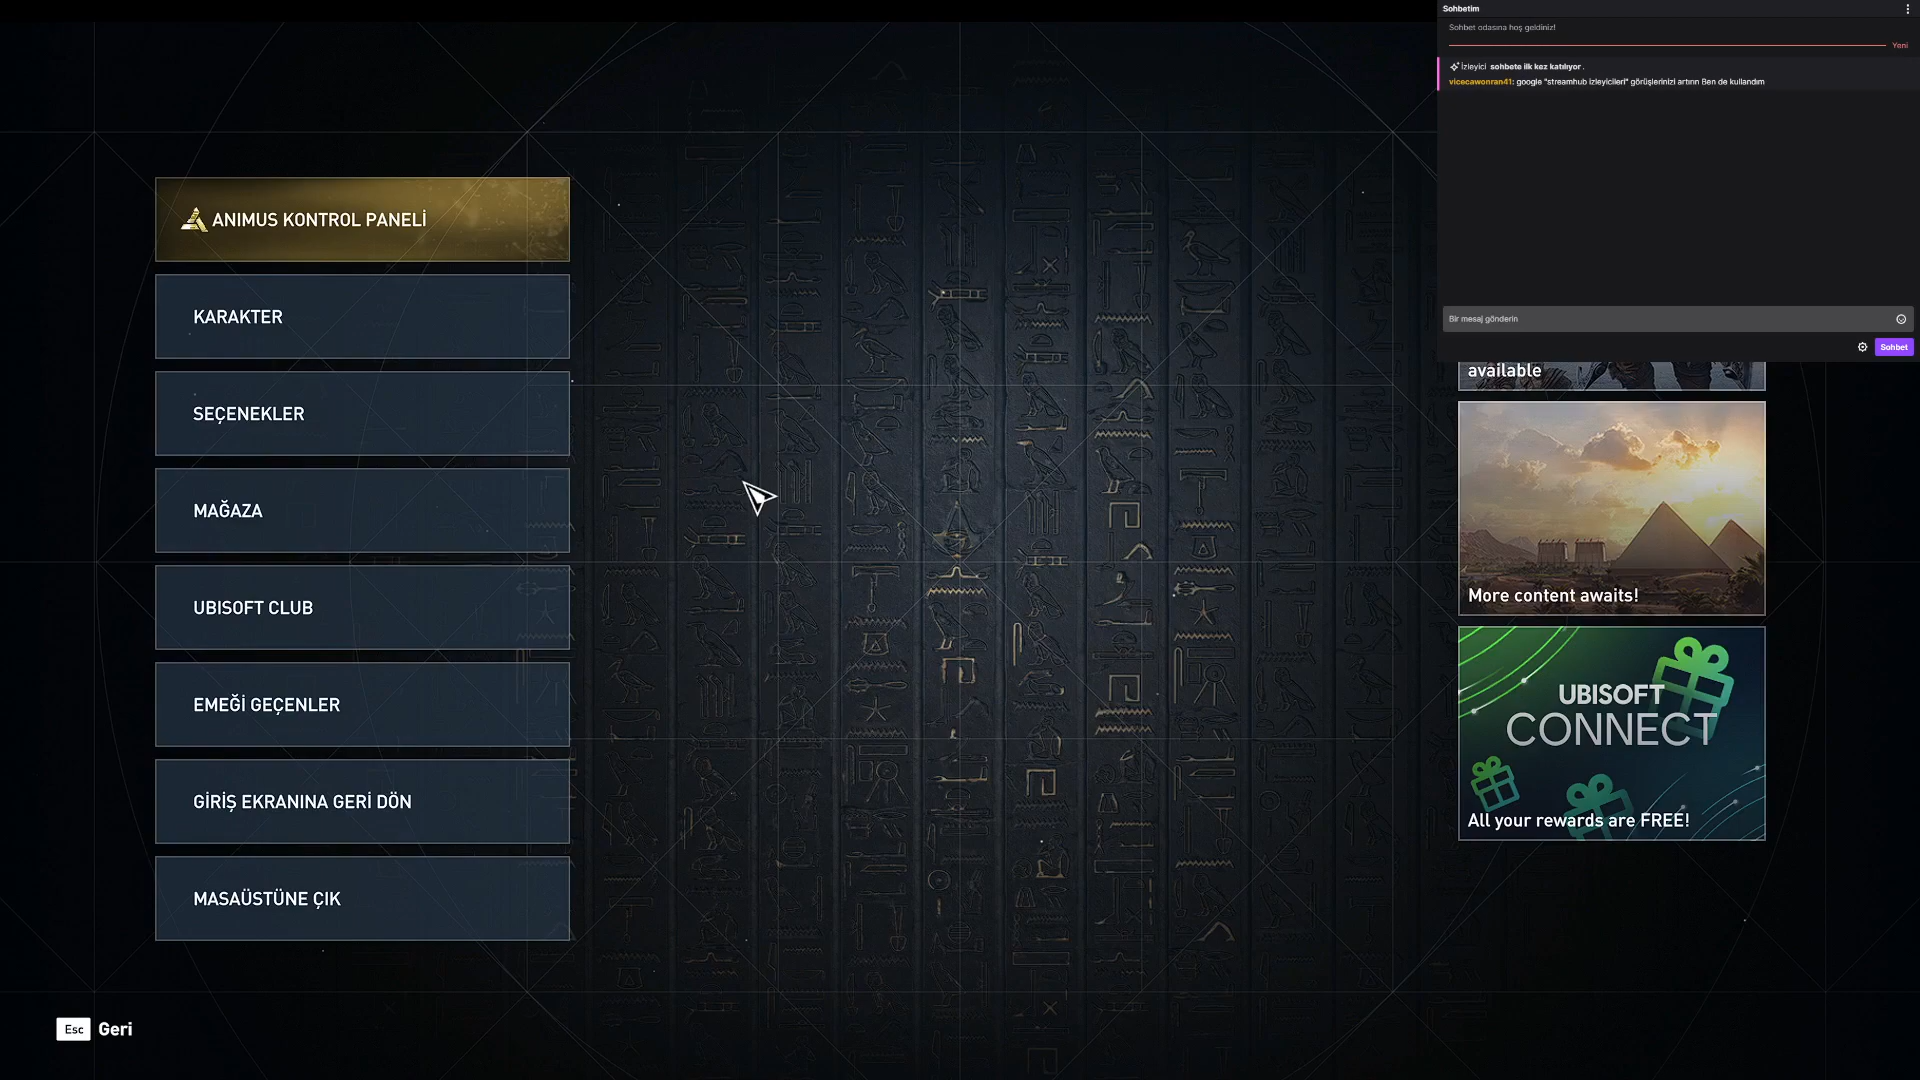 ANIMUS KONTROL PANELİ
KARAKTER
SEÇENEKLER
MAĞAZA
UBISOFT CLUB
EMEĞİ GEÇENLER
GİRİŞ EKRANINA GERİ DÖN
MASAÜSTÜNE ÇIK
Esc Geri
Sohbetim
Sohbet odasına hoş geldiniz!
Yeni
İzleyici sohbete ilk kez katılıyor.
vicecawonran41: google "streamhub izleyicileri" görüşlerinizi artırın Ben de kullandım
Bir mesaj gönderin
Sohbet
available
More content awaits!
UBISOFT
CONNECT
All your rewards are FREE!